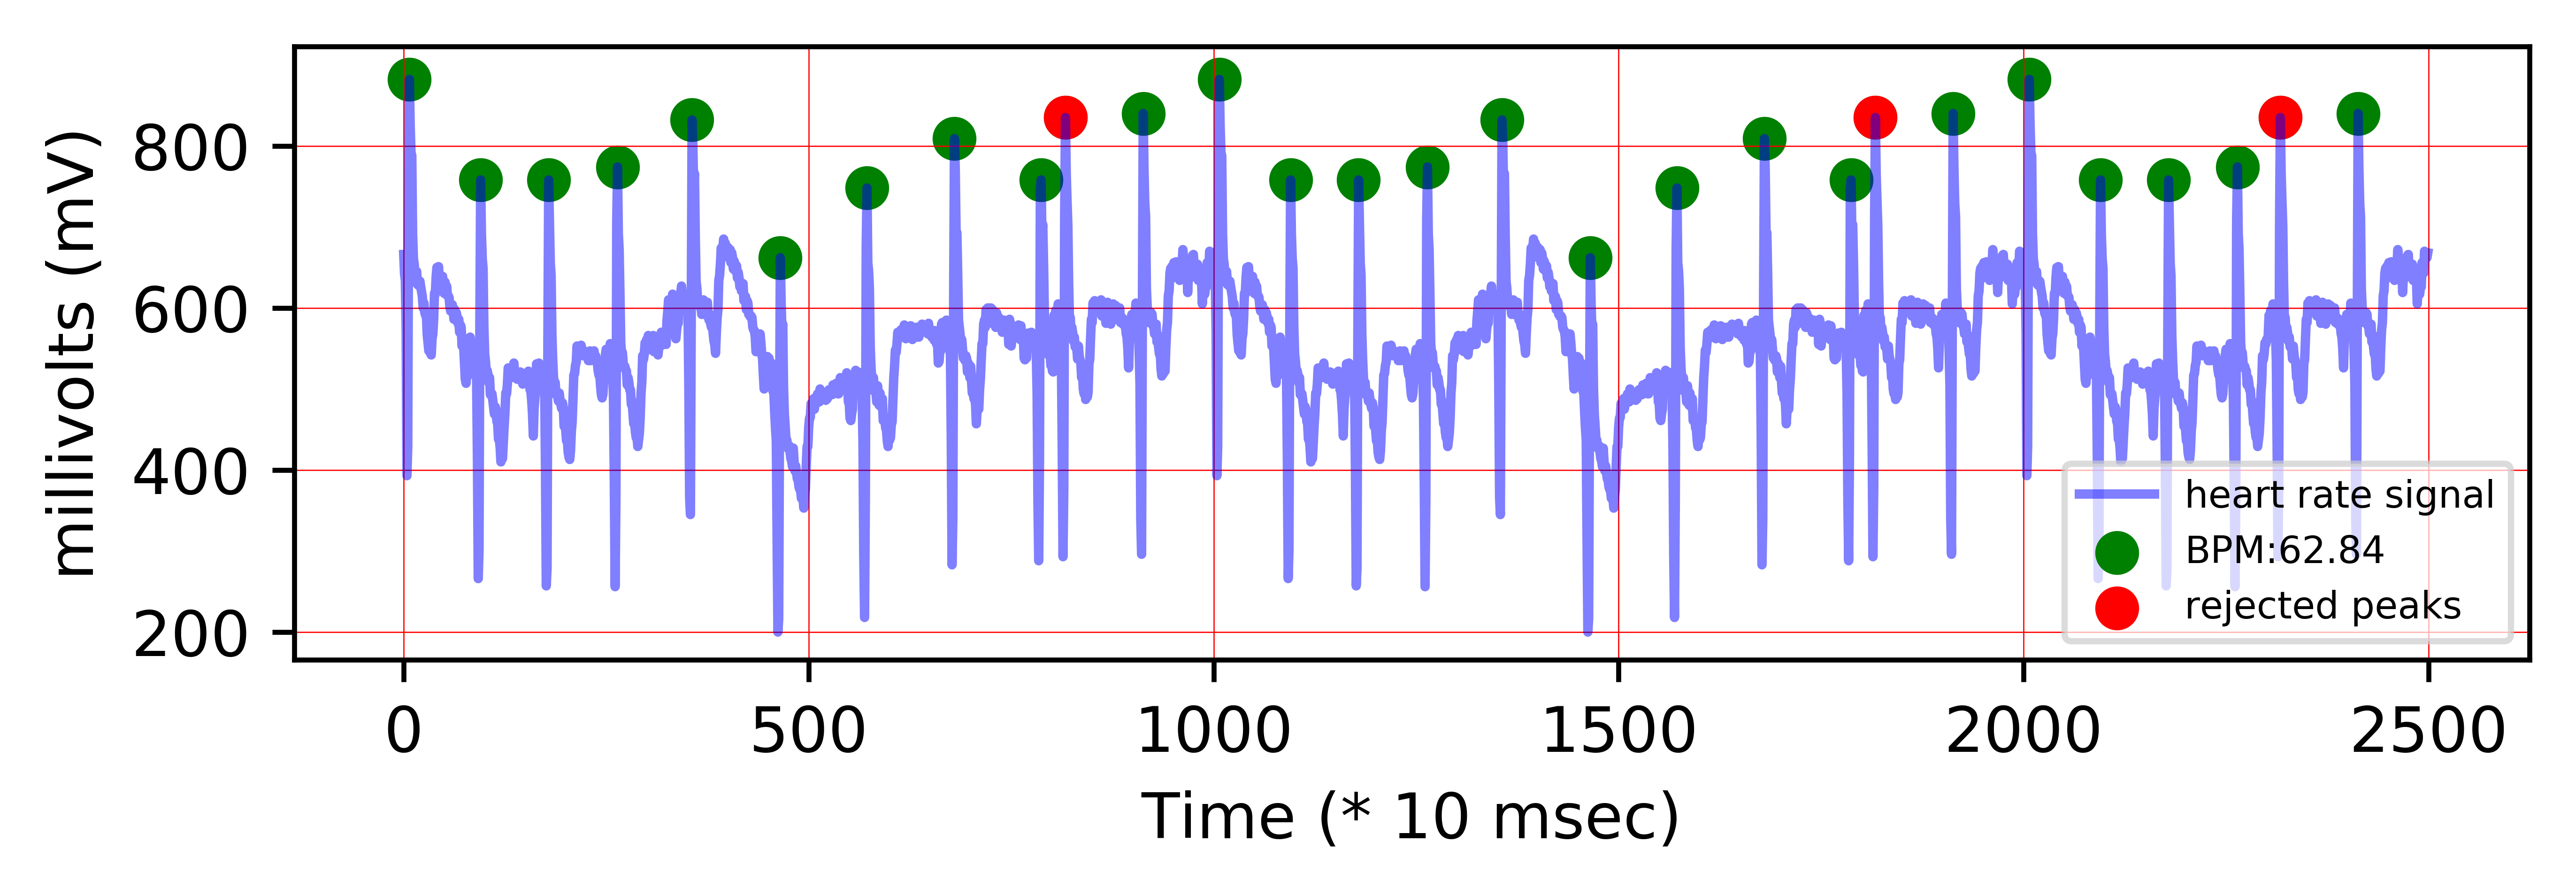 millivolts (mV)
800
600
400
200
heart rate signal
BPM:62.84
rejected peaks
0 500 1000 1500 2000 2500
Time (* 10 msec)